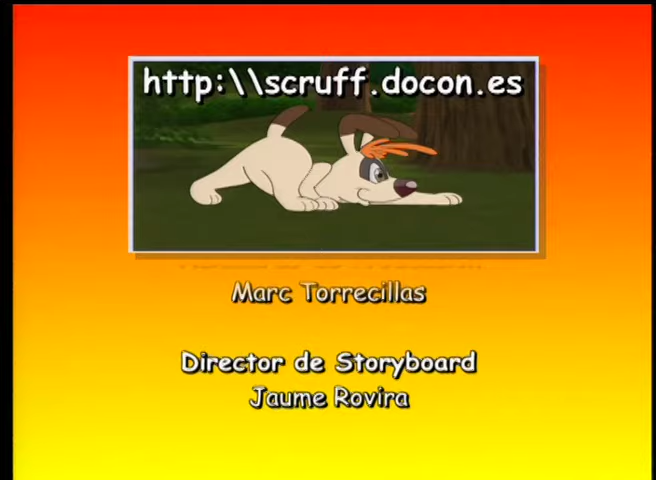 http:\\scruff.docon.es
Marc Torrecillas
Director de Storyboard
Jaume Rovira